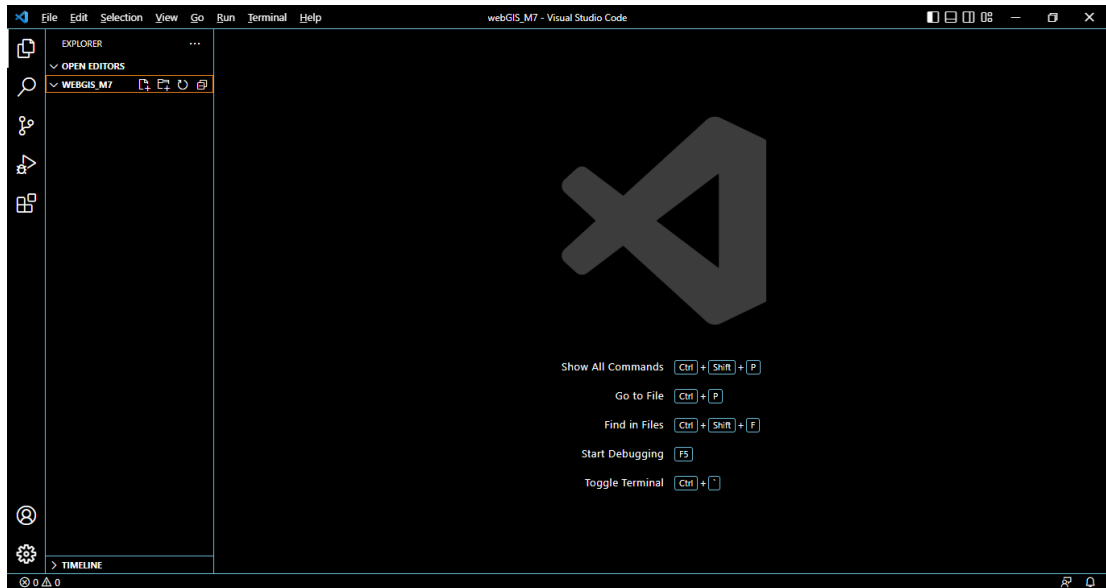 File Edit Selection View Go Run Terminal Help webGIS_M7 - Visual Studio Code
EXPLORER ...
OPEN EDITORS
WEBGIS_M7
Show All Commands Ctrl + Shift + P
Go to File Ctrl + P
Find in Files Ctrl + Shift + F
Start Debugging F5
Toggle Terminal Ctrl + `
TIMELINE
0 0